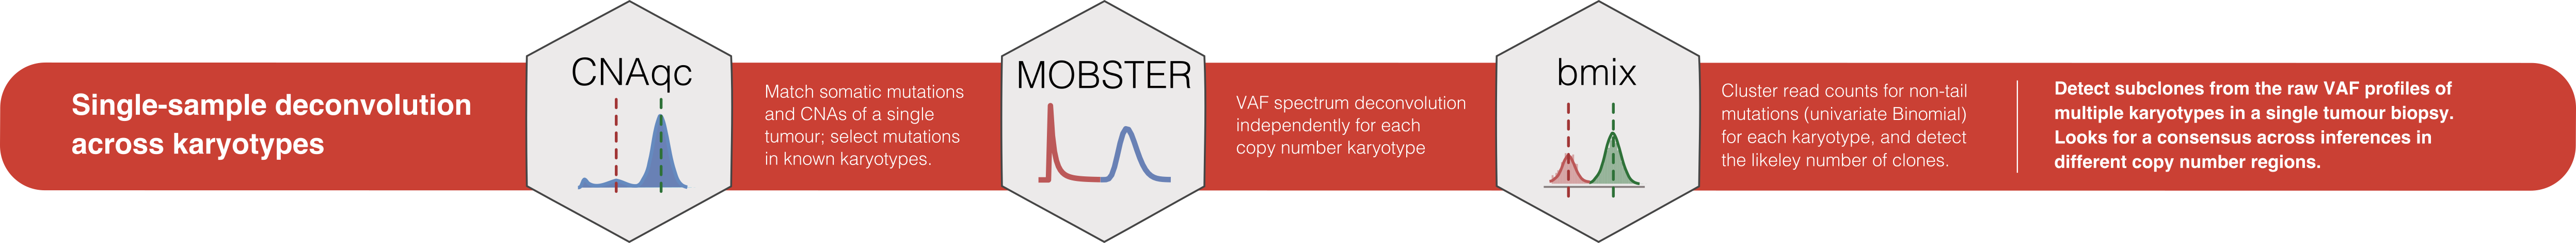 Single-sample deconvolution
across karyotypes
CNAqc
Match somatic mutations
and CNAs of a single
tumour; select mutations
in known karyotypes.
MOBSTER
VAF spectrum deconvolution
independently for each
copy number karyotype
bmix
Cluster read counts for non-tail
mutations (univariate Binomial)
for each karyotype, and detect
the likeley number of clones.
Detect subclones from the raw VAF profiles of
multiple karyotypes in a single tumour biopsy.
Looks for a consensus across inferences in
different copy number regions.